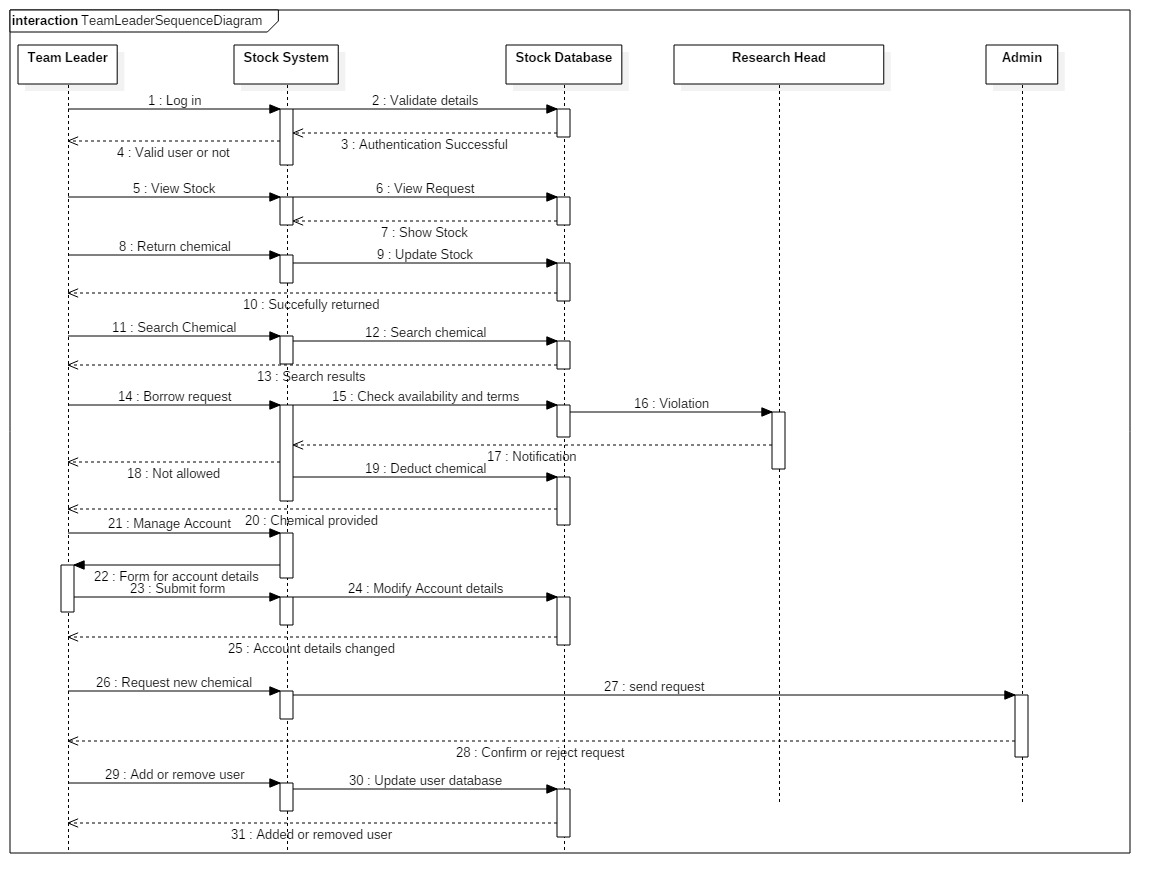 interaction TeamLeaderSequenceDiagram
Team Leader
Stock System
Stock Database
Research Head
Admin
1 : Log in
2 : Validate details
3 : Authentication Successful
4 : Valid user or not
5 : View Stock
6 : View Request
7 : Show Stock
8 : Return chemical
9 : Update Stock
10 : Succefully returned
11 : Search Chemical
12 : Search chemical
13 : Search results
14 : Borrow request
15 : Check availability and terms
16 : Violation
17 : Notification
18 : Not allowed
19 : Deduct chemical
20 : Chemical provided
21 : Manage Account
22 : Form for account details
23 : Submit form
24 : Modify Account details
25 : Account details changed
26 : Request new chemical
27 : send request
28 : Confirm or reject request
29 : Add or remove user
30 : Update user database
31 : Added or removed user